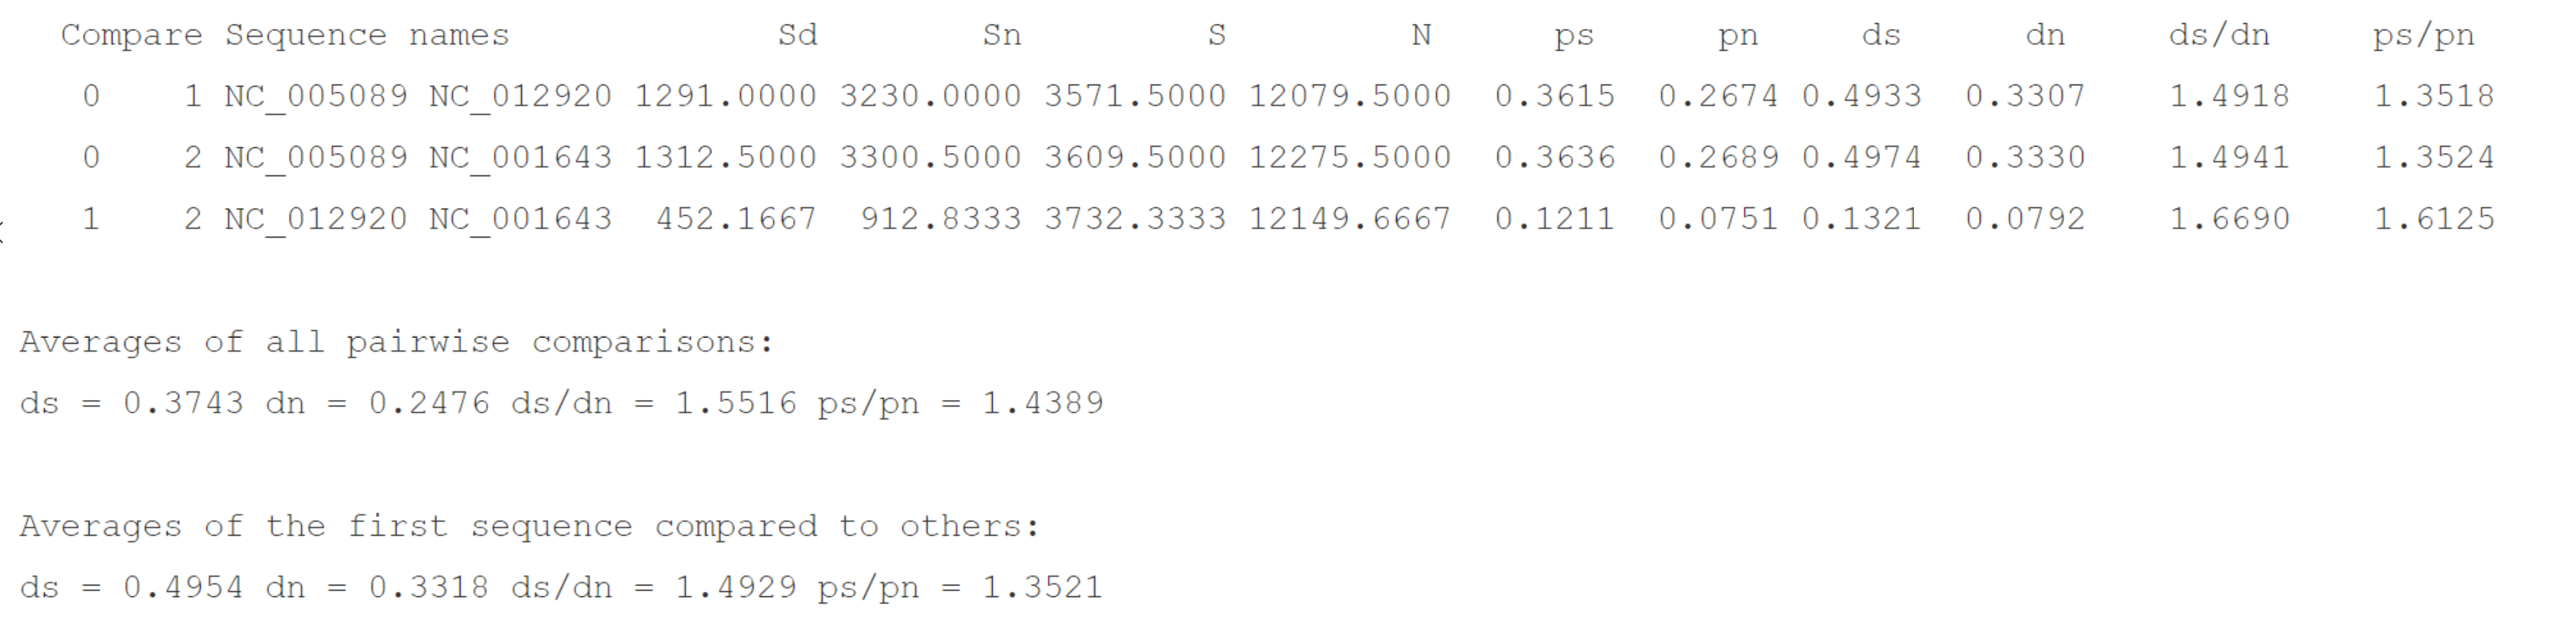 Compare Sequence names Sd Sn S N ps pn ds dn ds/dn ps/pn
0 1 NC_005089 NC_012920 1291.0000 3230.0000 3571.5000 12079.5000 0.3615 0.2674 0.4933 0.3307 1.4918 1.3518
0 2 NC_005089 NC_001643 1312.5000 3300.5000 3609.5000 12275.5000 0.3636 0.2689 0.4974 0.3330 1.4941 1.3524
1 2 NC_012920 NC_001643 452.1667 912.8333 3732.3333 12149.6667 0.1211 0.0751 0.1321 0.0792 1.6690 1.6125
Averages of all pairwise comparisons:
ds = 0.3743 dn = 0.2476 ds/dn = 1.5516 ps/pn = 1.4389
Averages of the first sequence compared to others:
ds = 0.4954 dn = 0.3318 ds/dn = 1.4929 ps/pn = 1.3521